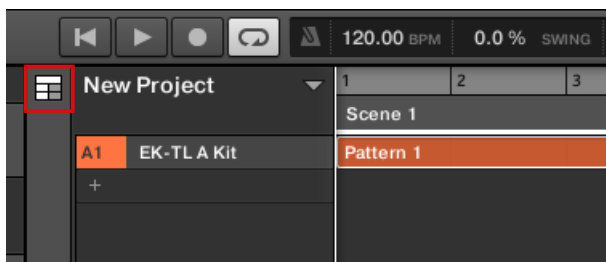 120.00 BPM 0.0 % SWING
New Project 1 2 3
Scene 1
A1 EK-TL A Kit Pattern 1
+